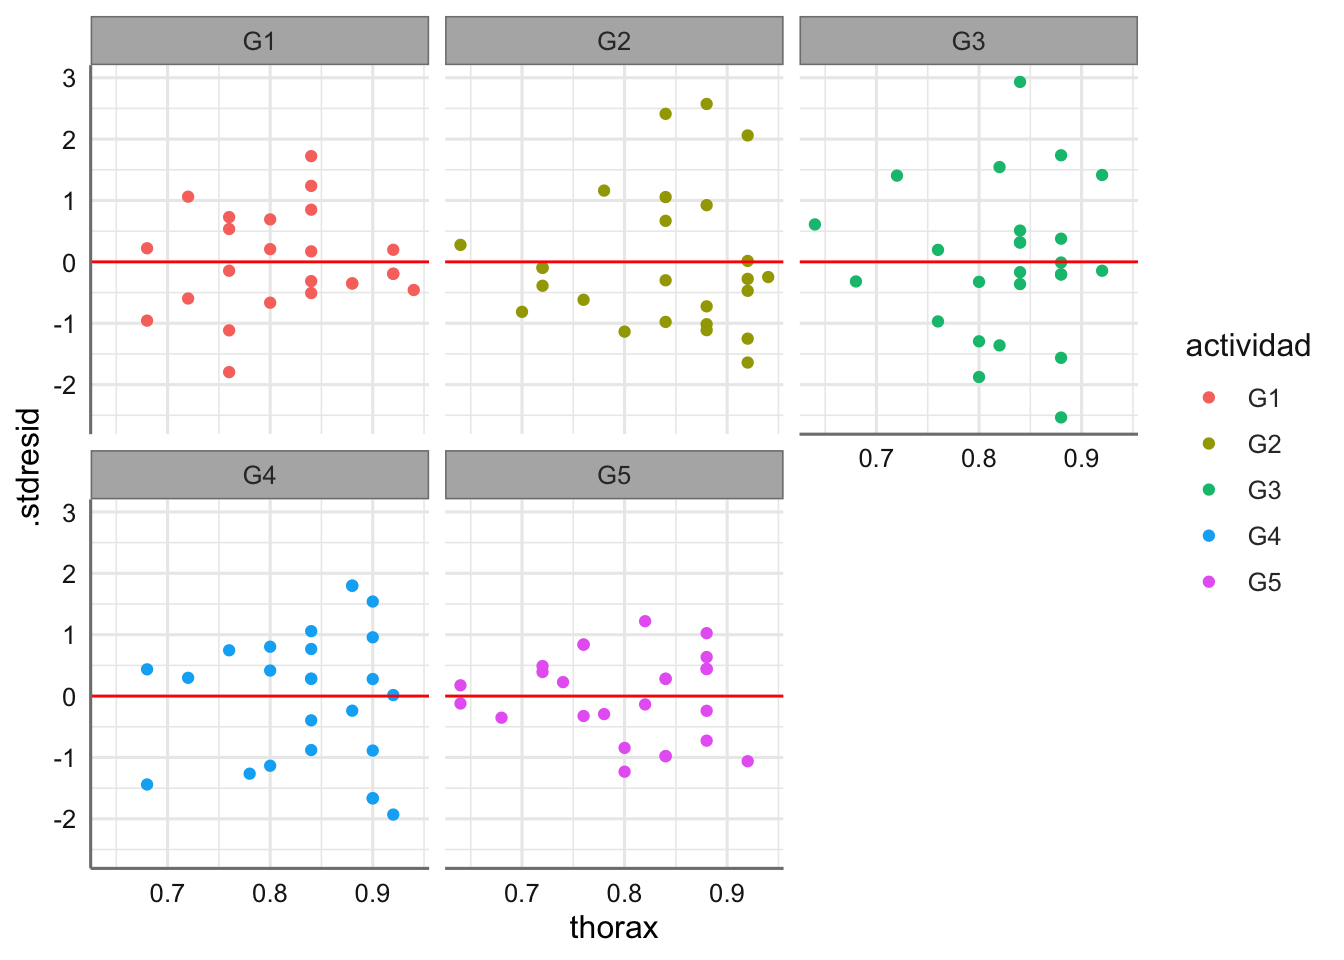 G1 G2 G3
3
2
1
0
-1
-2
0.7 0.8 0.9
.stdresid
G4 G5
3
2
1
0
-1
-2
0.7 0.8 0.9 0.7 0.8 0.9
thorax
actividad
G1
G2
G3
G4
G5